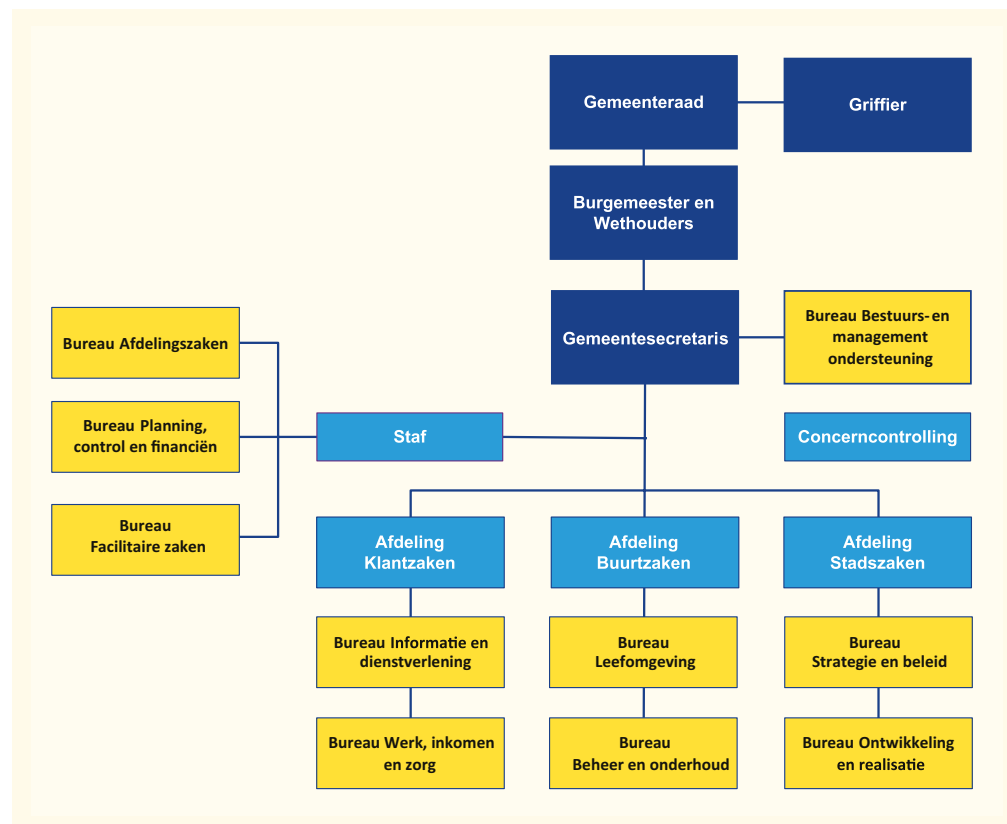 Gemeenteraad
Griffier
Burgemeester en
Wethouders
Gemeentesecretaris
Bureau Bestuurs- en
management
ondersteuning
Bureau Afdelingszaken
Bureau Planning,
control en financiën
Bureau
Facilitaire zaken
Staf
Concerncontrolling
Afdeling
Klantzaken
Afdeling
Buurtzaken
Afdeling
Stadszaken
Bureau Informatie en
dienstverlening
Bureau
Leefomgeving
Bureau
Strategie en beleid
Bureau Werk, inkomen
en zorg
Bureau
Beheer en onderhoud
Bureau Ontwikkeling
en realisatie